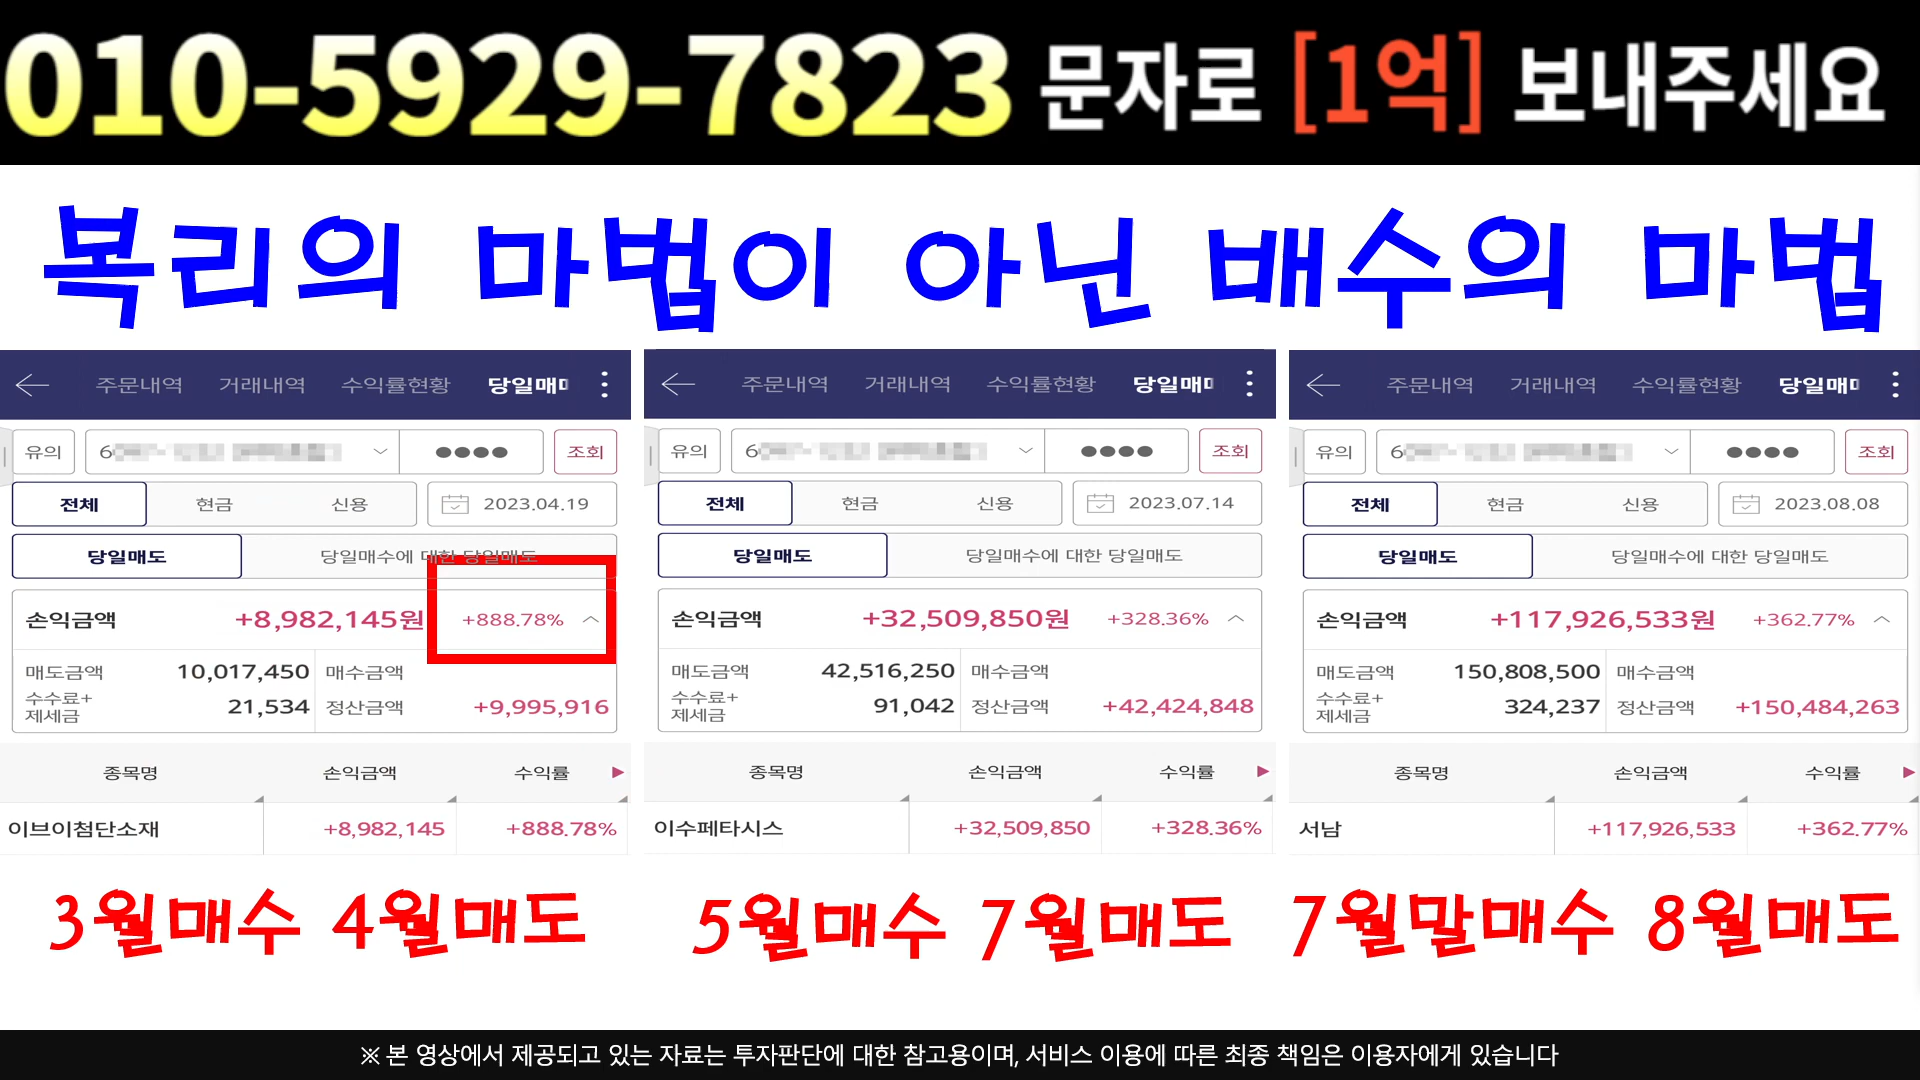 010-5929-7823 문자로 [1억] 보내주세요
복리의 마법이 아닌 배수의 마법
주문내역 거래내역 수익률현황 당일매매
유의 6 ●●●● 조회
전체 현금 신용 2023.04.19
당일매도 당일매수에 대한 당일매도
손익금액 +8,982,145원 +888.78%
매도금액 10,017,450 매수금액
수수료+
제세금 21,534 정산금액 +9,995,916
종목명 손익금액 수익률
이브이첨단소재 +8,982,145 +888.78%
3월매수 4월매도
주문내역 거래내역 수익률현황 당일매매
유의 6 ●●●● 조회
전체 현금 신용 2023.07.14
당일매도 당일매수에 대한 당일매도
손익금액 +32,509,850원 +328.36%
매도금액 42,516,250 매수금액
수수료+
제세금 91,042 정산금액 +42,424,848
종목명 손익금액 수익률
이수페타시스 +32,509,850 +328.36%
5월매수 7월매도
주문내역 거래내역 수익률현황 당일매매
유의 6 ●●●● 조회
전체 현금 신용 2023.08.08
당일매도 당일매수에 대한 당일매도
손익금액 +117,926,533원 +362.77%
매도금액 150,808,500 매수금액
수수료+
제세금 324,237 정산금액 +150,484,263
종목명 손익금액 수익률
서남 +117,926,533 +362.77%
7월말매수 8월매도
※ 본 영상에서 제공되고 있는 자료는 투자판단에 대한 참고용이며, 서비스 이용에 따른 최종 책임은 이용자에게 있습니다